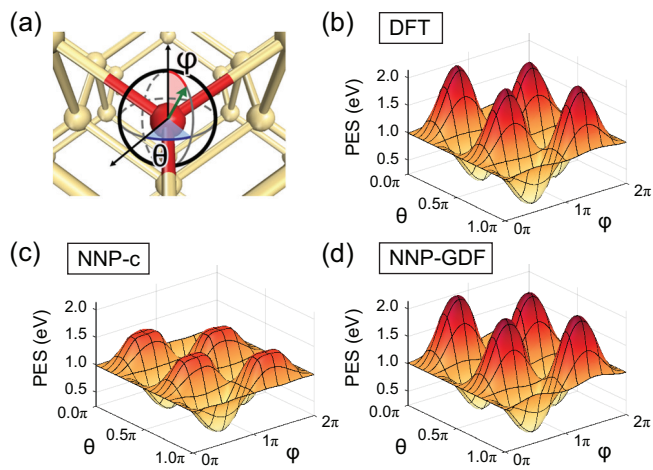 (a)
φ
θ
(b) DFT
PES (eV)
2.0
1.5
1.0
0.5
0.0π
0.5π
1.0π
θ
0π
1π
2π
φ
(c) NNP-c
PES (eV)
2.0
1.5
1.0
0.5
0.0π
0.5π
1.0π
θ
0π
1π
2π
φ
(d) NNP-GDF
PES (eV)
2.0
1.5
1.0
0.5
0.0π
0.5π
1.0π
θ
0π
1π
2π
φ